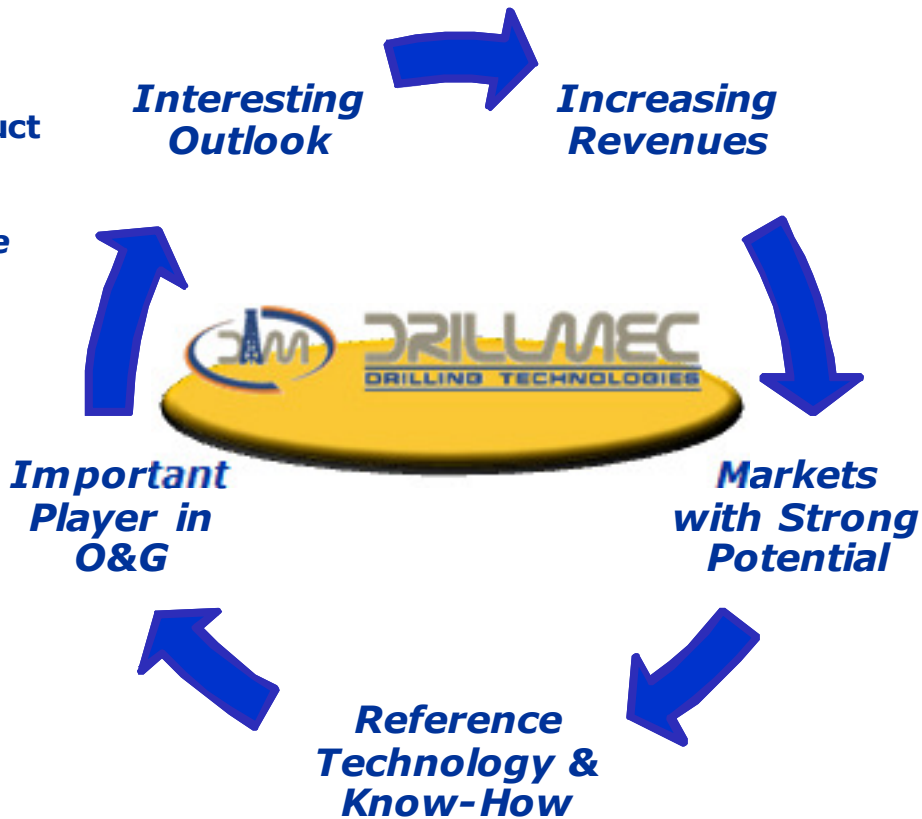 Interesting
Outlook
Increasing
Revenues
DRILLMEC
DRILLING TECHNOLOGIES
Important
Player in
O&G
Markets
with Strong
Potential
Reference
Technology &
Know-How